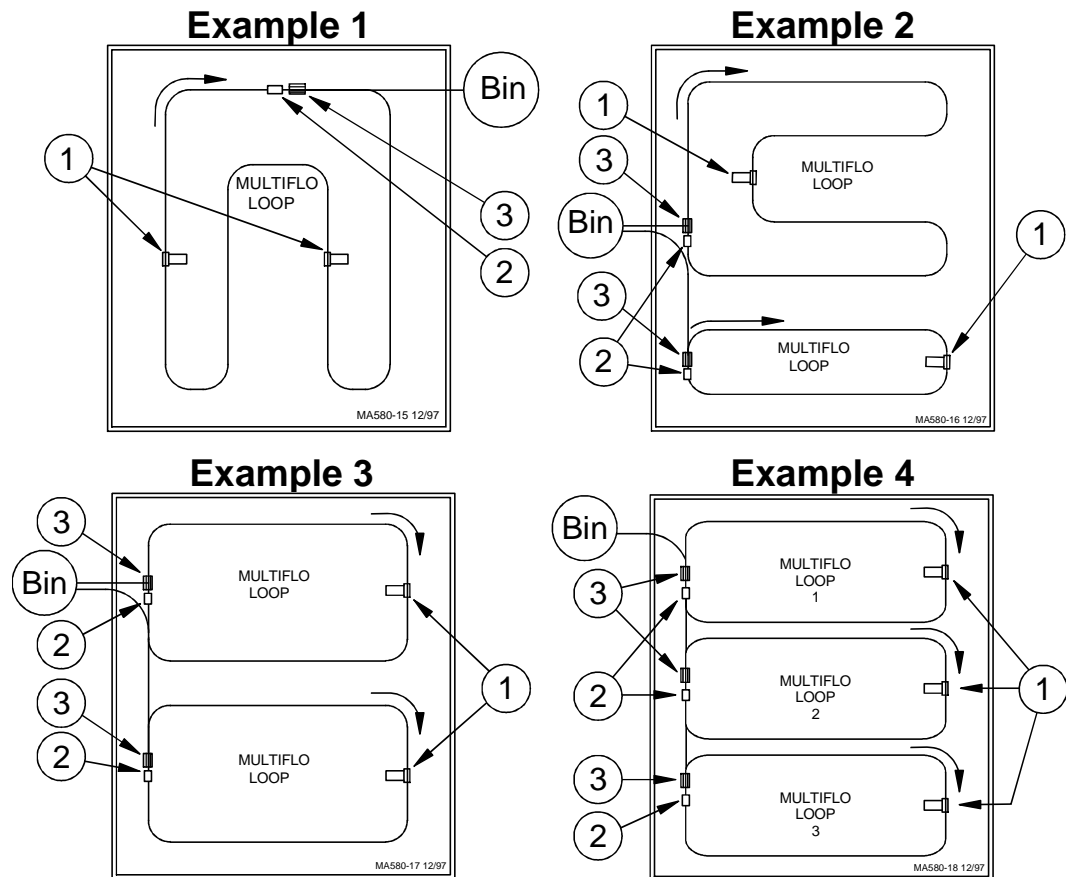 Example 1
Bin
1
MULTIFLO
LOOP
3
2
MA580-15 12/97
Example 2
1
3
MULTIFLO
LOOP
Bin
1
3
2
MULTIFLO
LOOP
MA580-16 12/97
Example 3
3
Bin
MULTIFLO
LOOP
2
1
3
2
MULTIFLO
LOOP
MA580-17 12/97
Example 4
Bin
MULTIFLO
LOOP
1
3
2
1
MULTIFLO
LOOP
2
3
2
MULTIFLO
LOOP
3
MA580-18 12/97